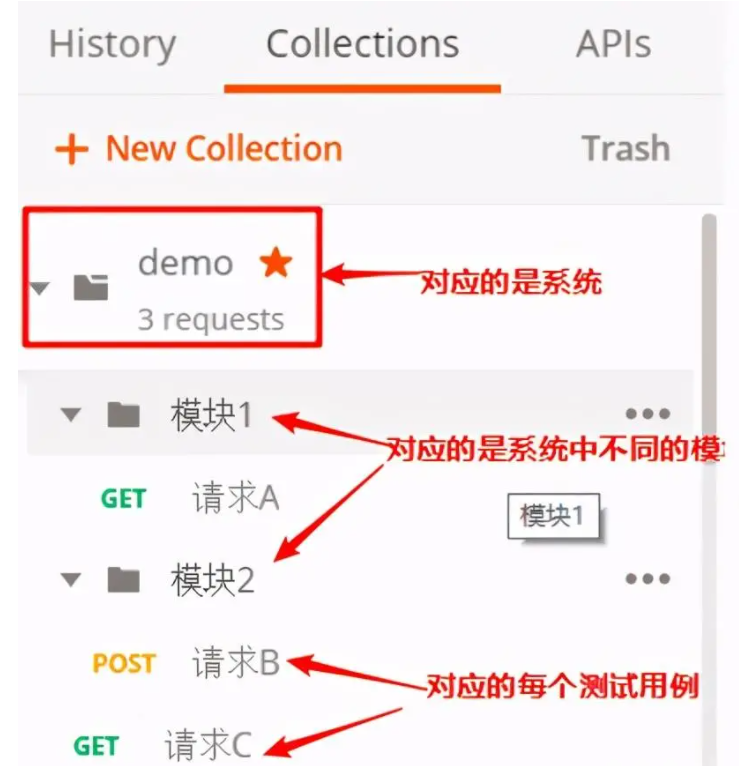 History Collections APIs
+ New Collection Trash
demo
对应的是系统
3 requests
模块1
对应的是系统中不同的模
GET 请求A
模块1
模块2
POST 请求B
对应的每个测试用例
GET 请求C